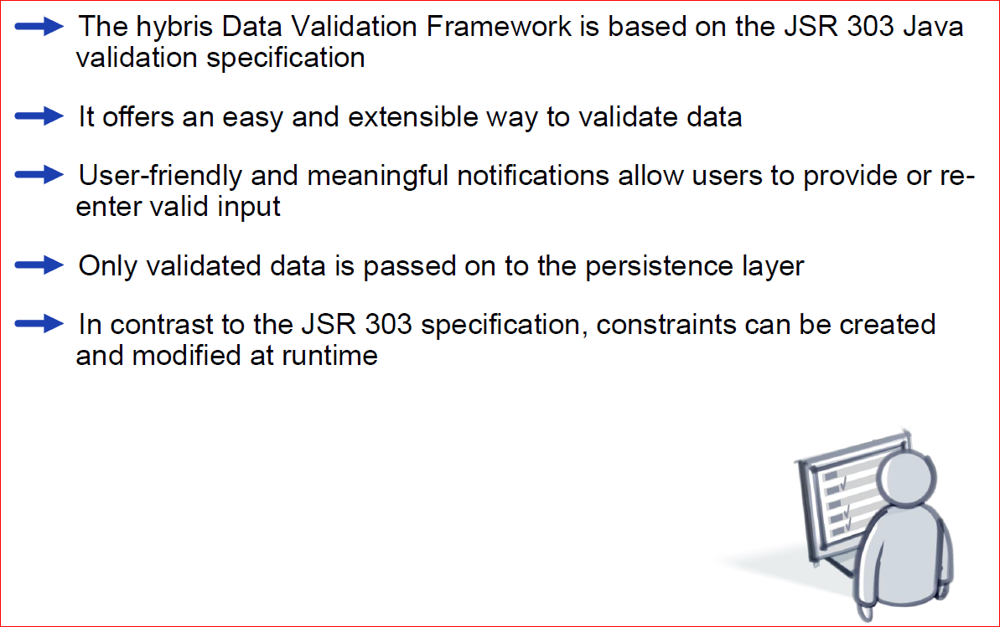 The hybris Data Validation Framework is based on the JSR 303 Java
validation specification
It offers an easy and extensible way to validate data
User-friendly and meaningful notifications allow users to provide or re-
enter valid input
Only validated data is passed on to the persistence layer
In contrast to the JSR 303 specification, constraints can be created
and modified at runtime